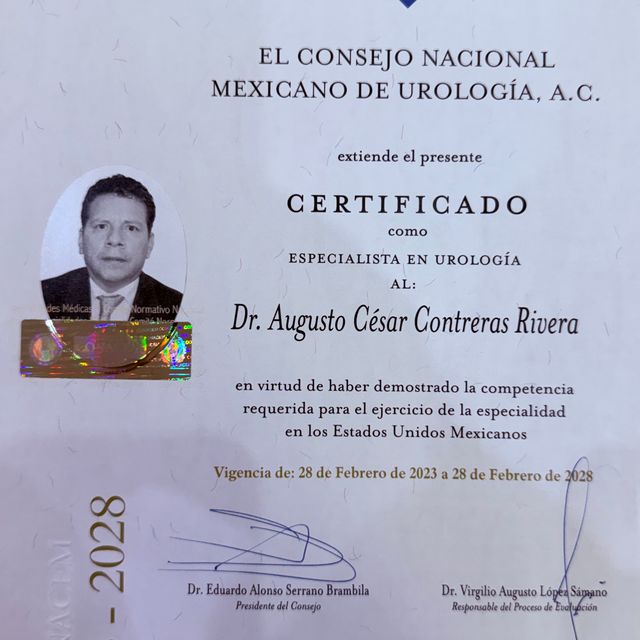 EL CONSEJO NACIONAL
MEXICANO DE UROLOGÍA, A.C.
extiende el presente
CERTIFICADO
como
ESPECIALISTA EN UROLOGÍA
AL:
Dr. Augusto César Contreras Rivera
en virtud de haber demostrado la competencia
requerida para el ejercicio de la especialidad
en los Estados Unidos Mexicanos
Vigencia de: 28 de Febrero de 2023 a 28 de Febrero de 2028
Dr. Eduardo Alonso Serrano Brambila
Presidente del Consejo
Dr. Virgilio Augusto López Sámano
Responsable del Proceso de Evaluación
des Médicas
Normativo N
- 2028